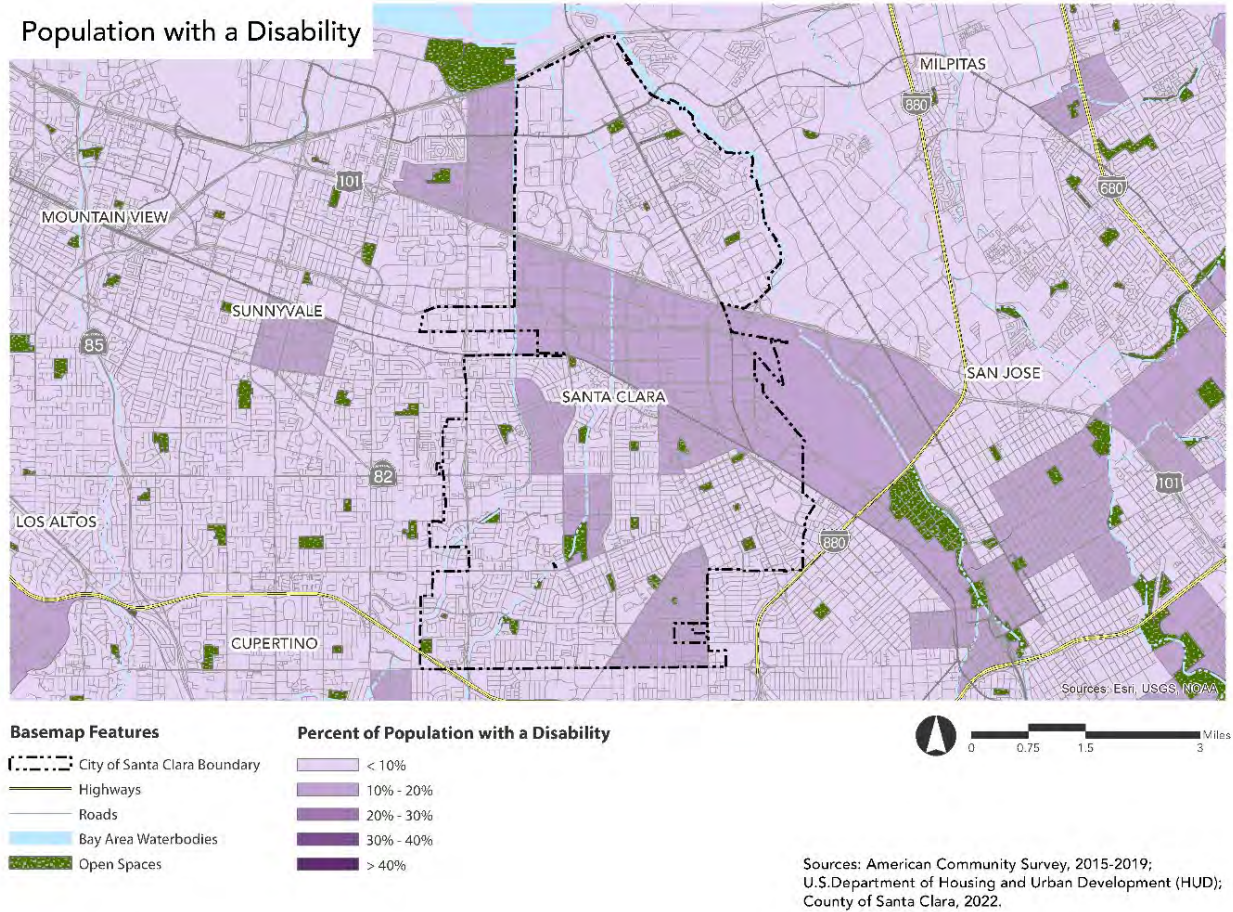 Population with a Disability
MILPITAS
880
101
680
MOUNTAIN VIEW
SUNNYVALE
85
SAN JOSE
SANTA CLARA
82
101
LOS ALTOS
880
CUPERTINO
Sources: Esri, USGS, NOAA
Basemap Features
City of Santa Clara Boundary
Highways
Roads
Bay Area Waterbodies
Open Spaces
Percent of Population with a Disability
< 10%
10% - 20%
20% - 30%
30% - 40%
> 40%
0 0.75 1.5 3 Miles
Sources: American Community Survey, 2015-2019;
U.S.Department of Housing and Urban Development (HUD);
County of Santa Clara, 2022.